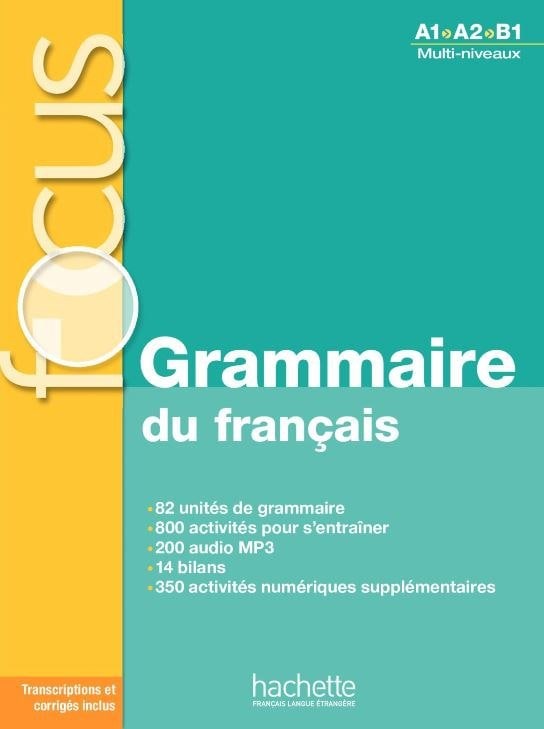 A1 A2 B1
Multi-niveaux
focus
Grammaire
du français
• 82 unités de grammaire
• 800 activités pour s’entraîner
• 200 audio MP3
• 14 bilans
• 350 activités numériques supplémentaires
Transcriptions et
corrigés inclus
hachette
FRANÇAIS LANGUE ÉTRANGÈRE